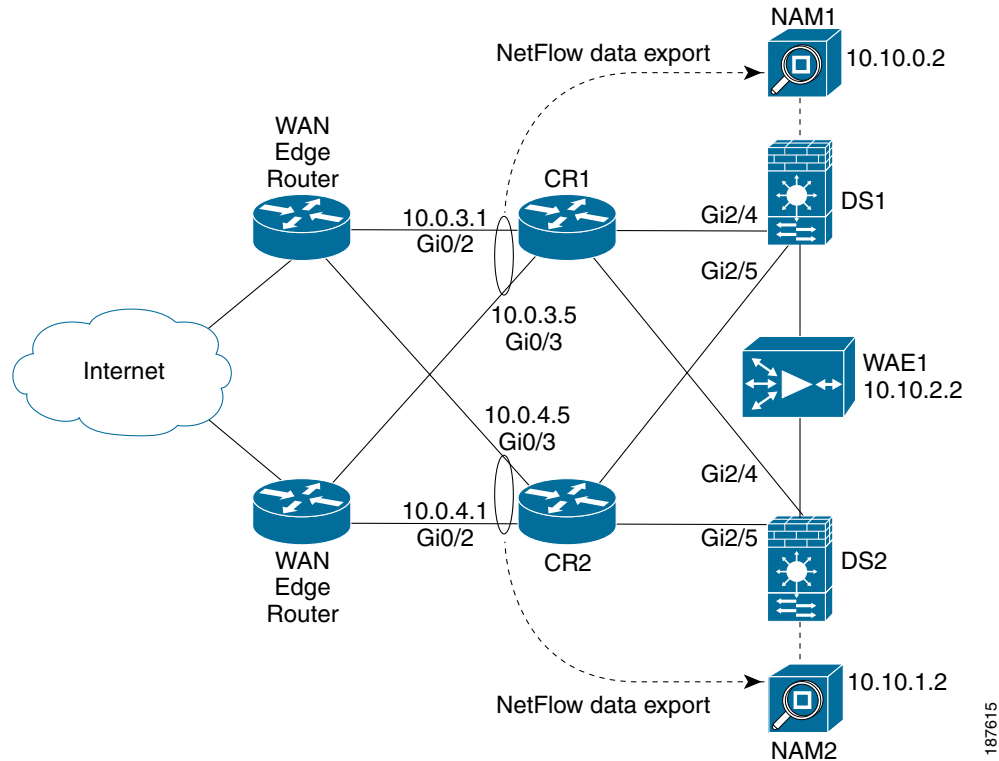 NAM1
NetFlow data export
10.10.0.2
WAN
Edge
Router
CR1
10.0.3.1
Gi0/2
Gi2/4
DS1
Gi2/5
10.0.3.5
Gi0/3
Internet
WAE1
10.10.2.2
10.0.4.5
Gi0/3
Gi2/4
10.0.4.1
Gi0/2
Gi2/5
CR2
DS2
WAN
Edge
Router
NetFlow data export
10.10.1.2
NAM2
187615